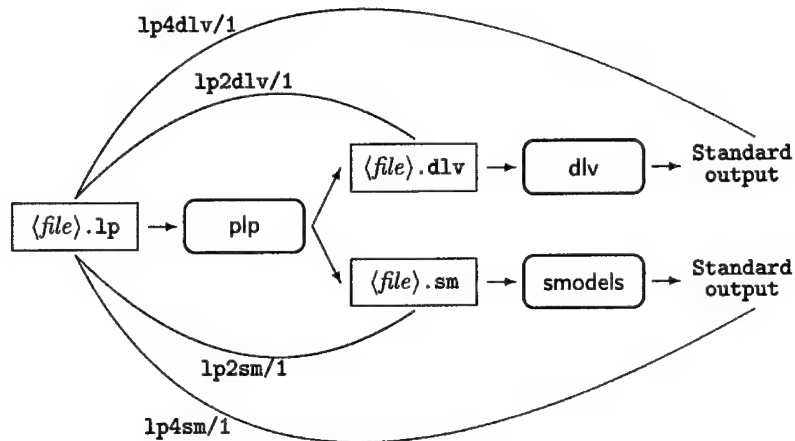 lp4dlv/1
lp2dlv/1
⟨file⟩.dlv
dlv
Standard
output
⟨file⟩.lp
plp
⟨file⟩.sm
smodels
Standard
output
lp2sm/1
lp4sm/1